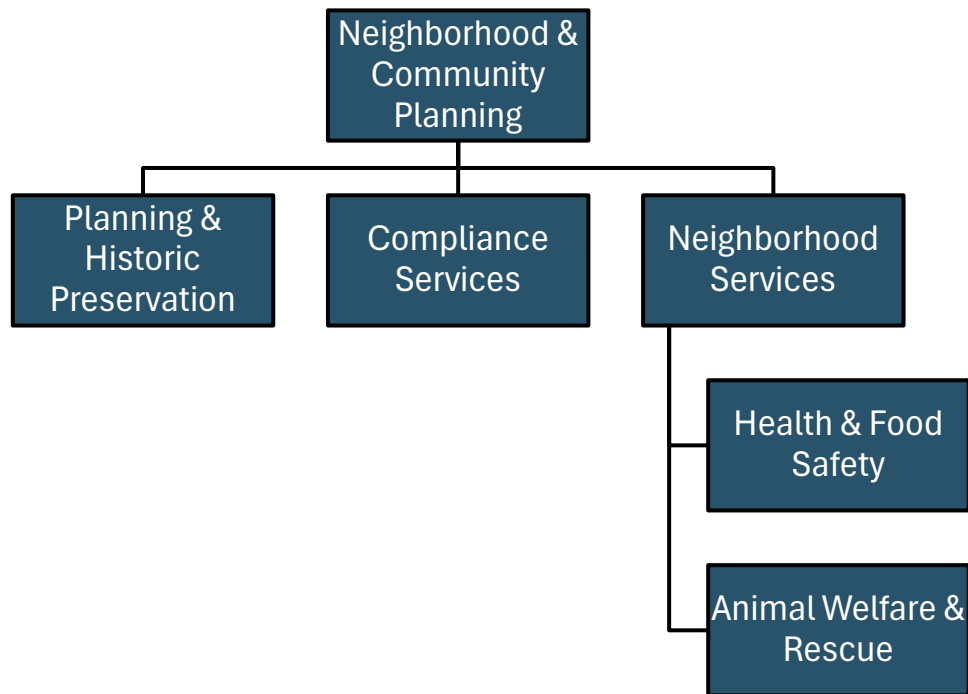 Neighborhood &
Community
Planning
Planning &
Historic
Preservation
Compliance
Services
Neighborhood
Services
Health & Food
Safety
Animal Welfare &
Rescue